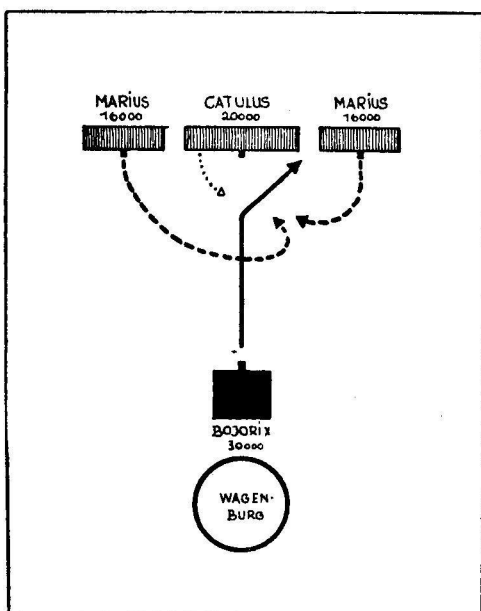 MARIUS
16000
CATULUS
20000
MARIUS
16000
BOJORIX
30000
WAGEN-
BURG